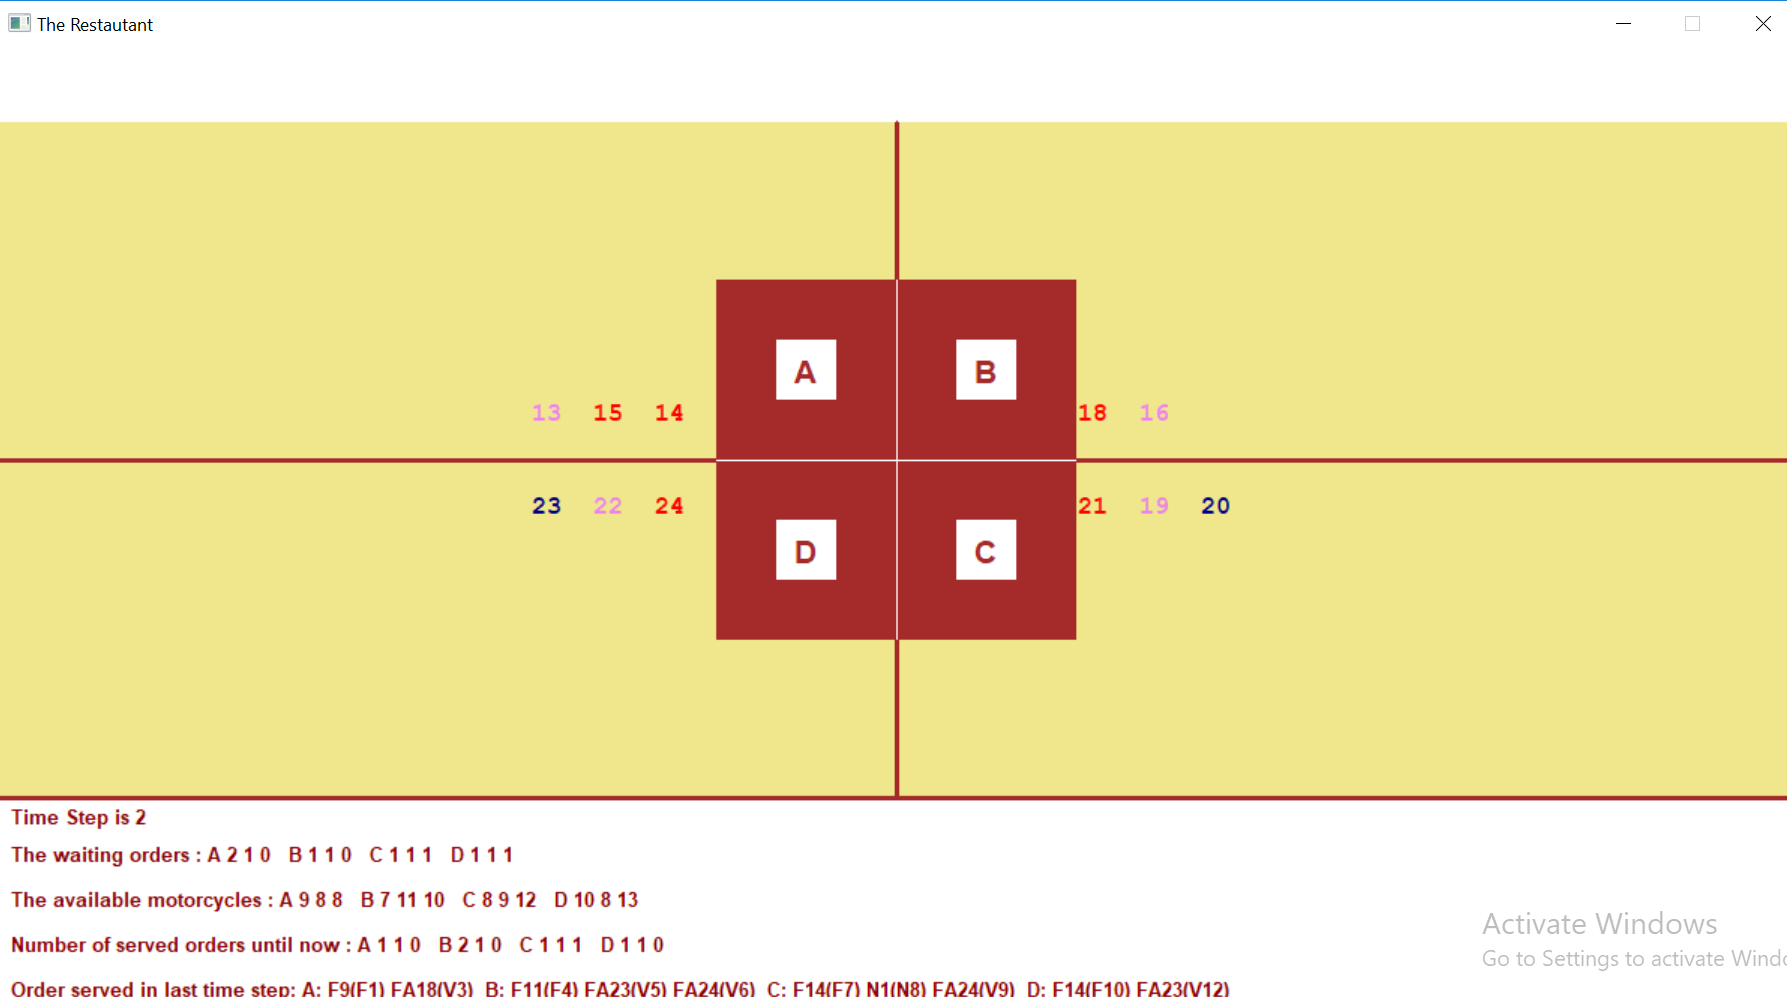 The Restautant
A B
13 15 14 18 16
23 22 24 21 19 20
D C
Time Step is 2
The waiting orders : A 2 1 0 B 1 1 0 C 1 1 1 D 1 1 1
The available motorcycles : A 9 8 8 B 7 11 10 C 8 9 12 D 10 8 13
Number of served orders until now : A 1 1 0 B 2 1 0 C 1 1 1 D 1 1 0
Order served in last time step: A: F9(F1) FA18(V3) B: F11(F4) FA23(V5) FA24(V6) C: F14(F7) N1(N8) FA24(V9) D: F14(F10) FA23(V12)
Activate Windows
Go to Settings to activate Windo